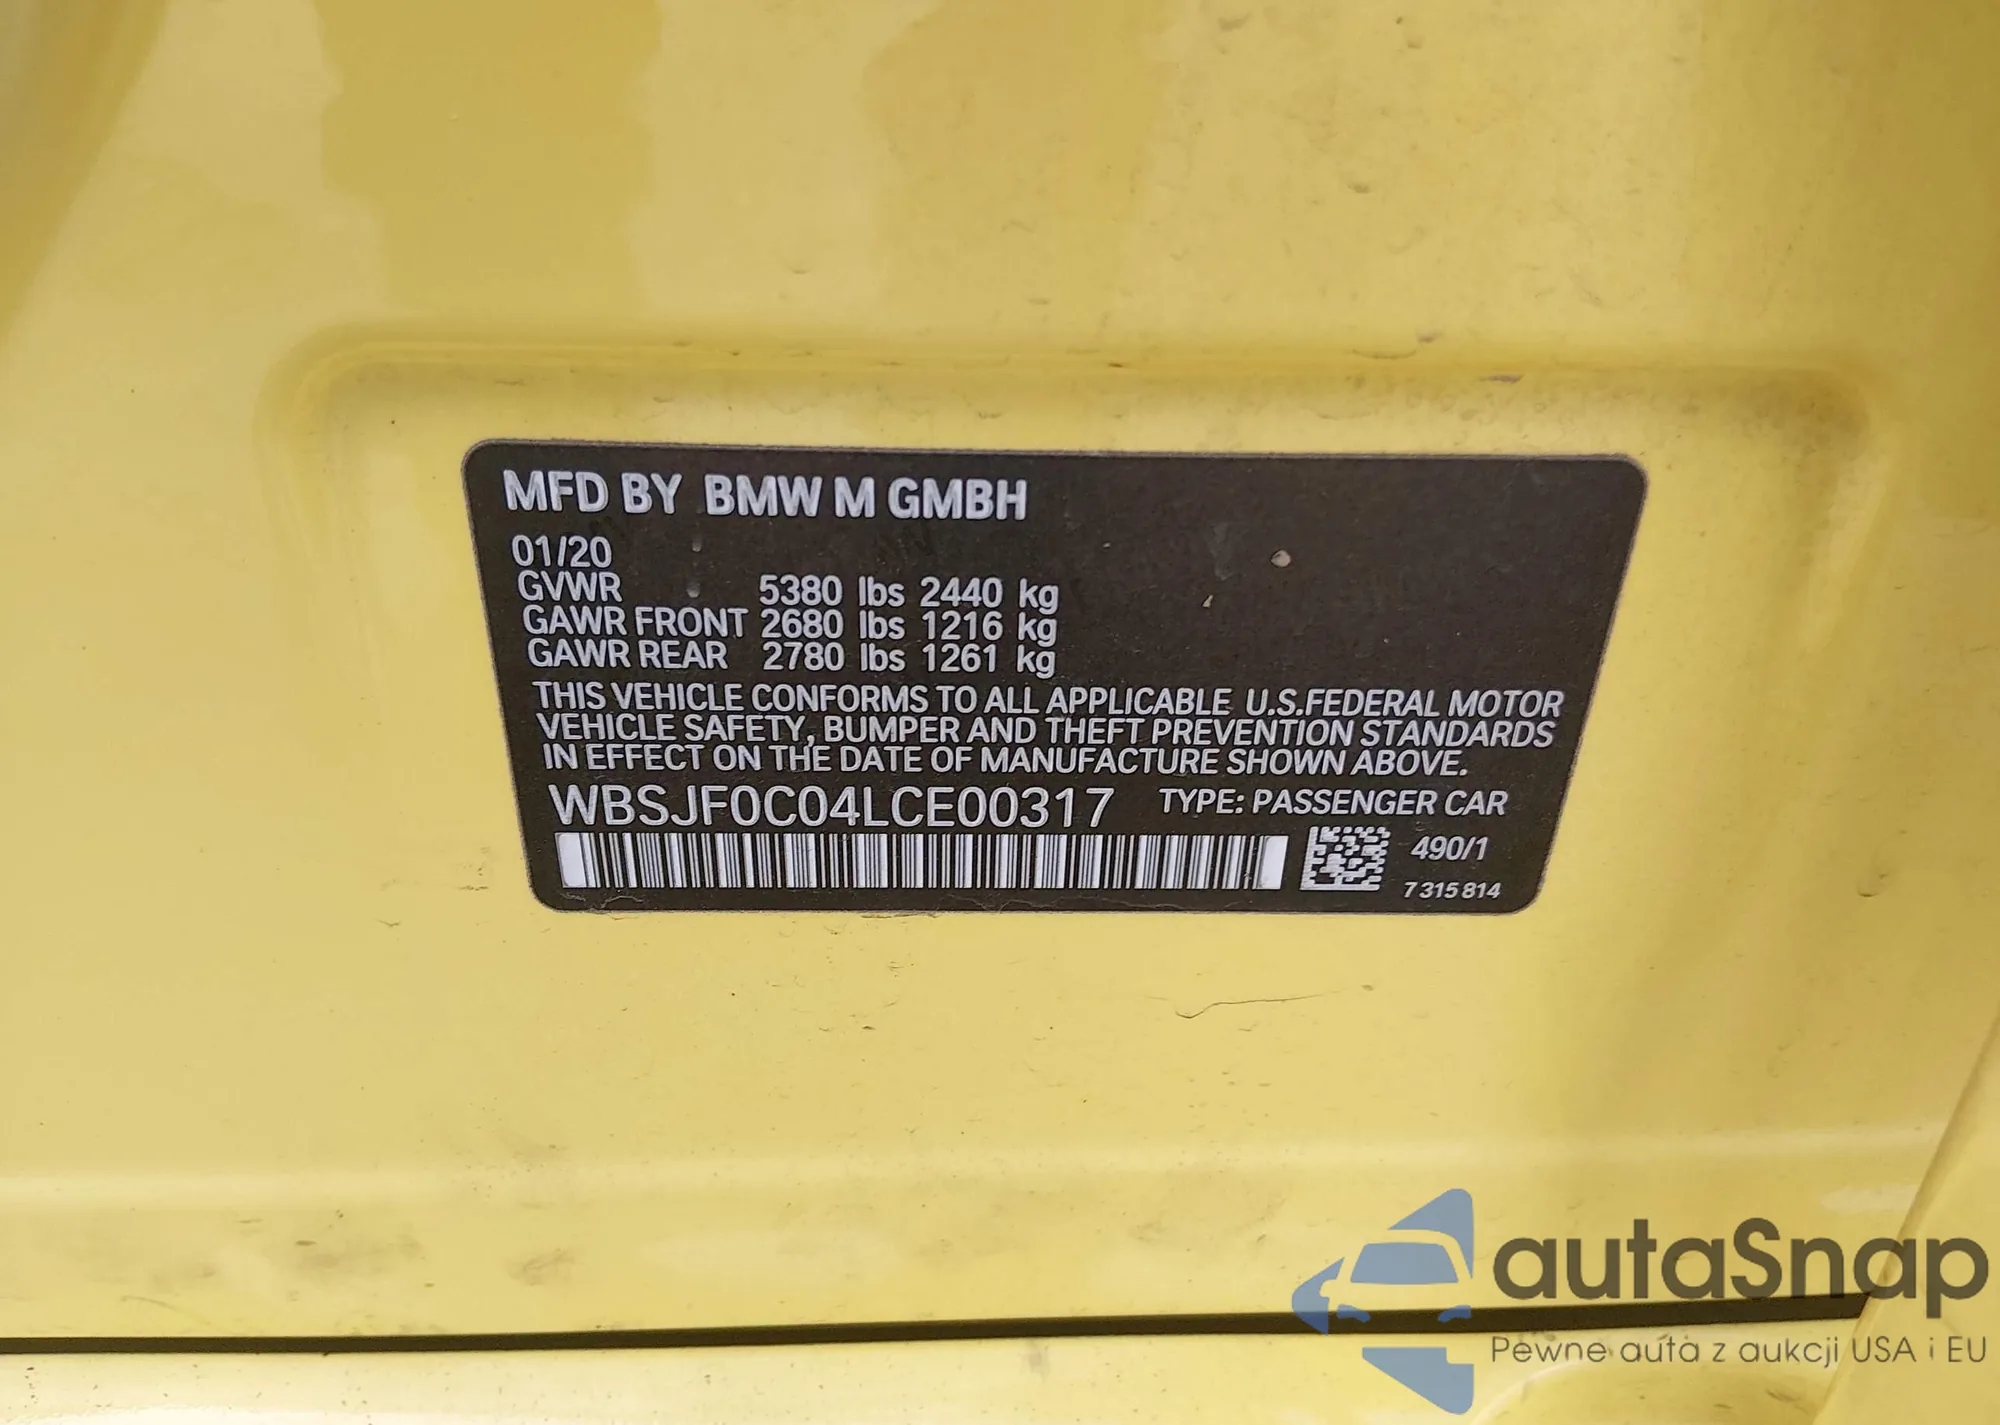 MFD BY BMW M GMBH
01/20
GVWR 5380 lbs 2440 kg
GAWR FRONT 2680 lbs 1216 kg
GAWR REAR 2780 lbs 1261 kg
THIS VEHICLE CONFORMS TO ALL APPLICABLE U.S.FEDERAL MOTOR
VEHICLE SAFETY, BUMPER AND THEFT PREVENTION STANDARDS
IN EFFECT ON THE DATE OF MANUFACTURE SHOWN ABOVE.
WBSJF0C04LCE00317 TYPE: PASSENGER CAR
490/1
7 315 814
autaSnap
Pewne auta z aukcji USA i EU